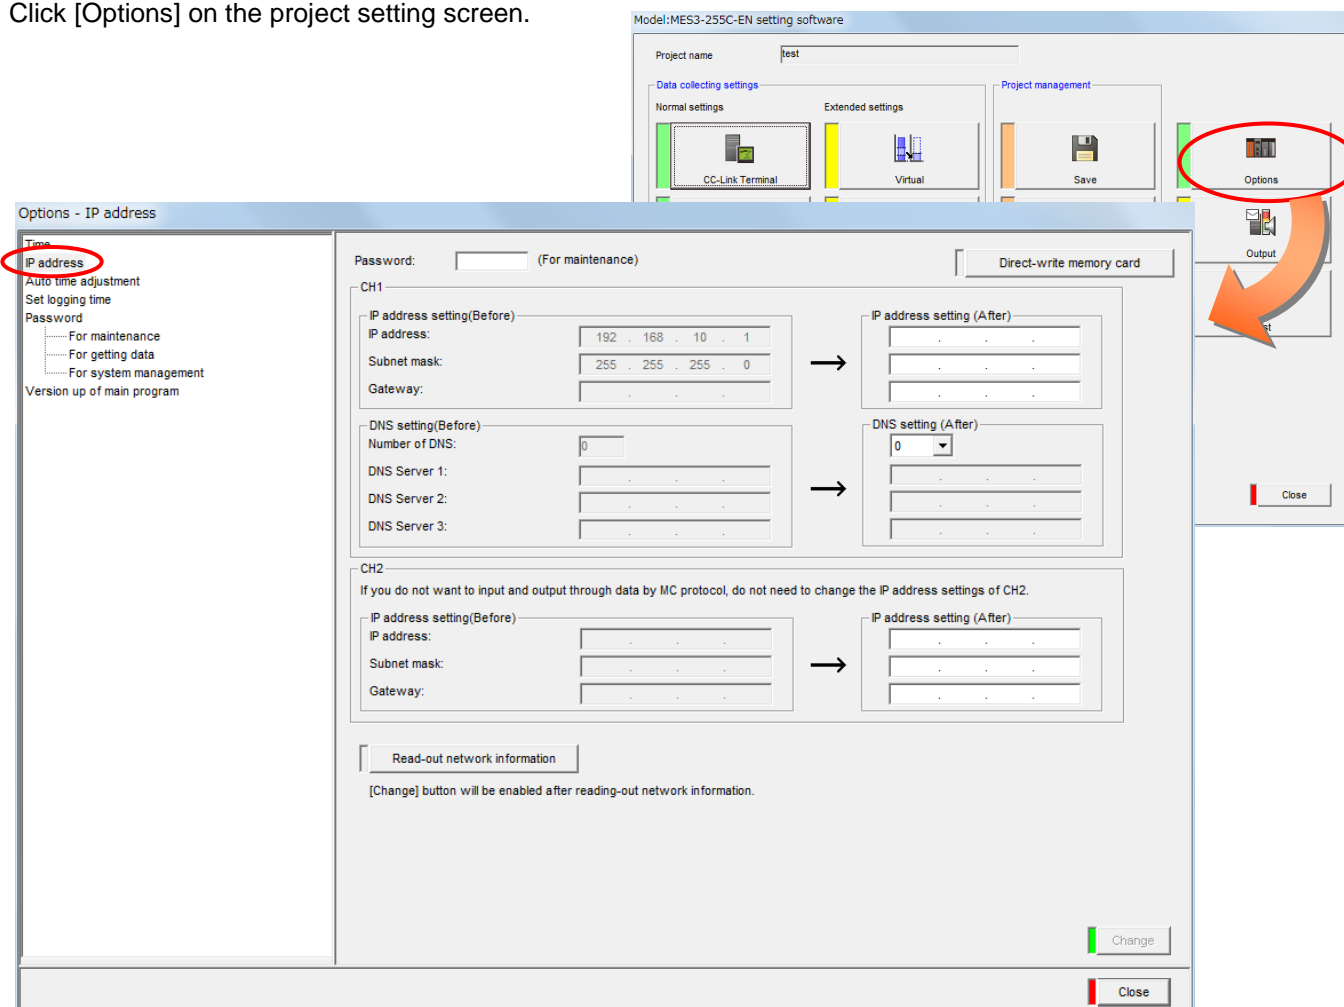 Click [Options] on the project setting screen.
Model:MES3-255C-EN setting software
Project name test
Data collecting settings Project management
Normal settings Extended settings
CC-Link Terminal Virtual Save Options
Output
Options - IP address
Time
IP address
Auto time adjustment
Set logging time
Password
For maintenance
For getting data
For system management
Version up of main program
Password: (For maintenance) Direct-write memory card
CH1
IP address setting(Before) IP address setting (After)
IP address: 192 . 168 . 10 . 1 . . .
Subnet mask: 255 . 255 . 255 . 0 . . .
Gateway: . . . . . .
DNS setting(Before) DNS setting (After)
Number of DNS: 0 0
DNS Server 1: . . . . . .
DNS Server 2: . . . . . .
DNS Server 3: . . . . . .
Close
CH2
If you do not want to input and output through data by MC protocol, do not need to change the IP address settings of CH2.
IP address setting(Before) IP address setting (After)
IP address: . . . . . .
Subnet mask: . . . . . .
Gateway: . . . . . .
Read-out network information
[Change] button will be enabled after reading-out network information.
Change
Close